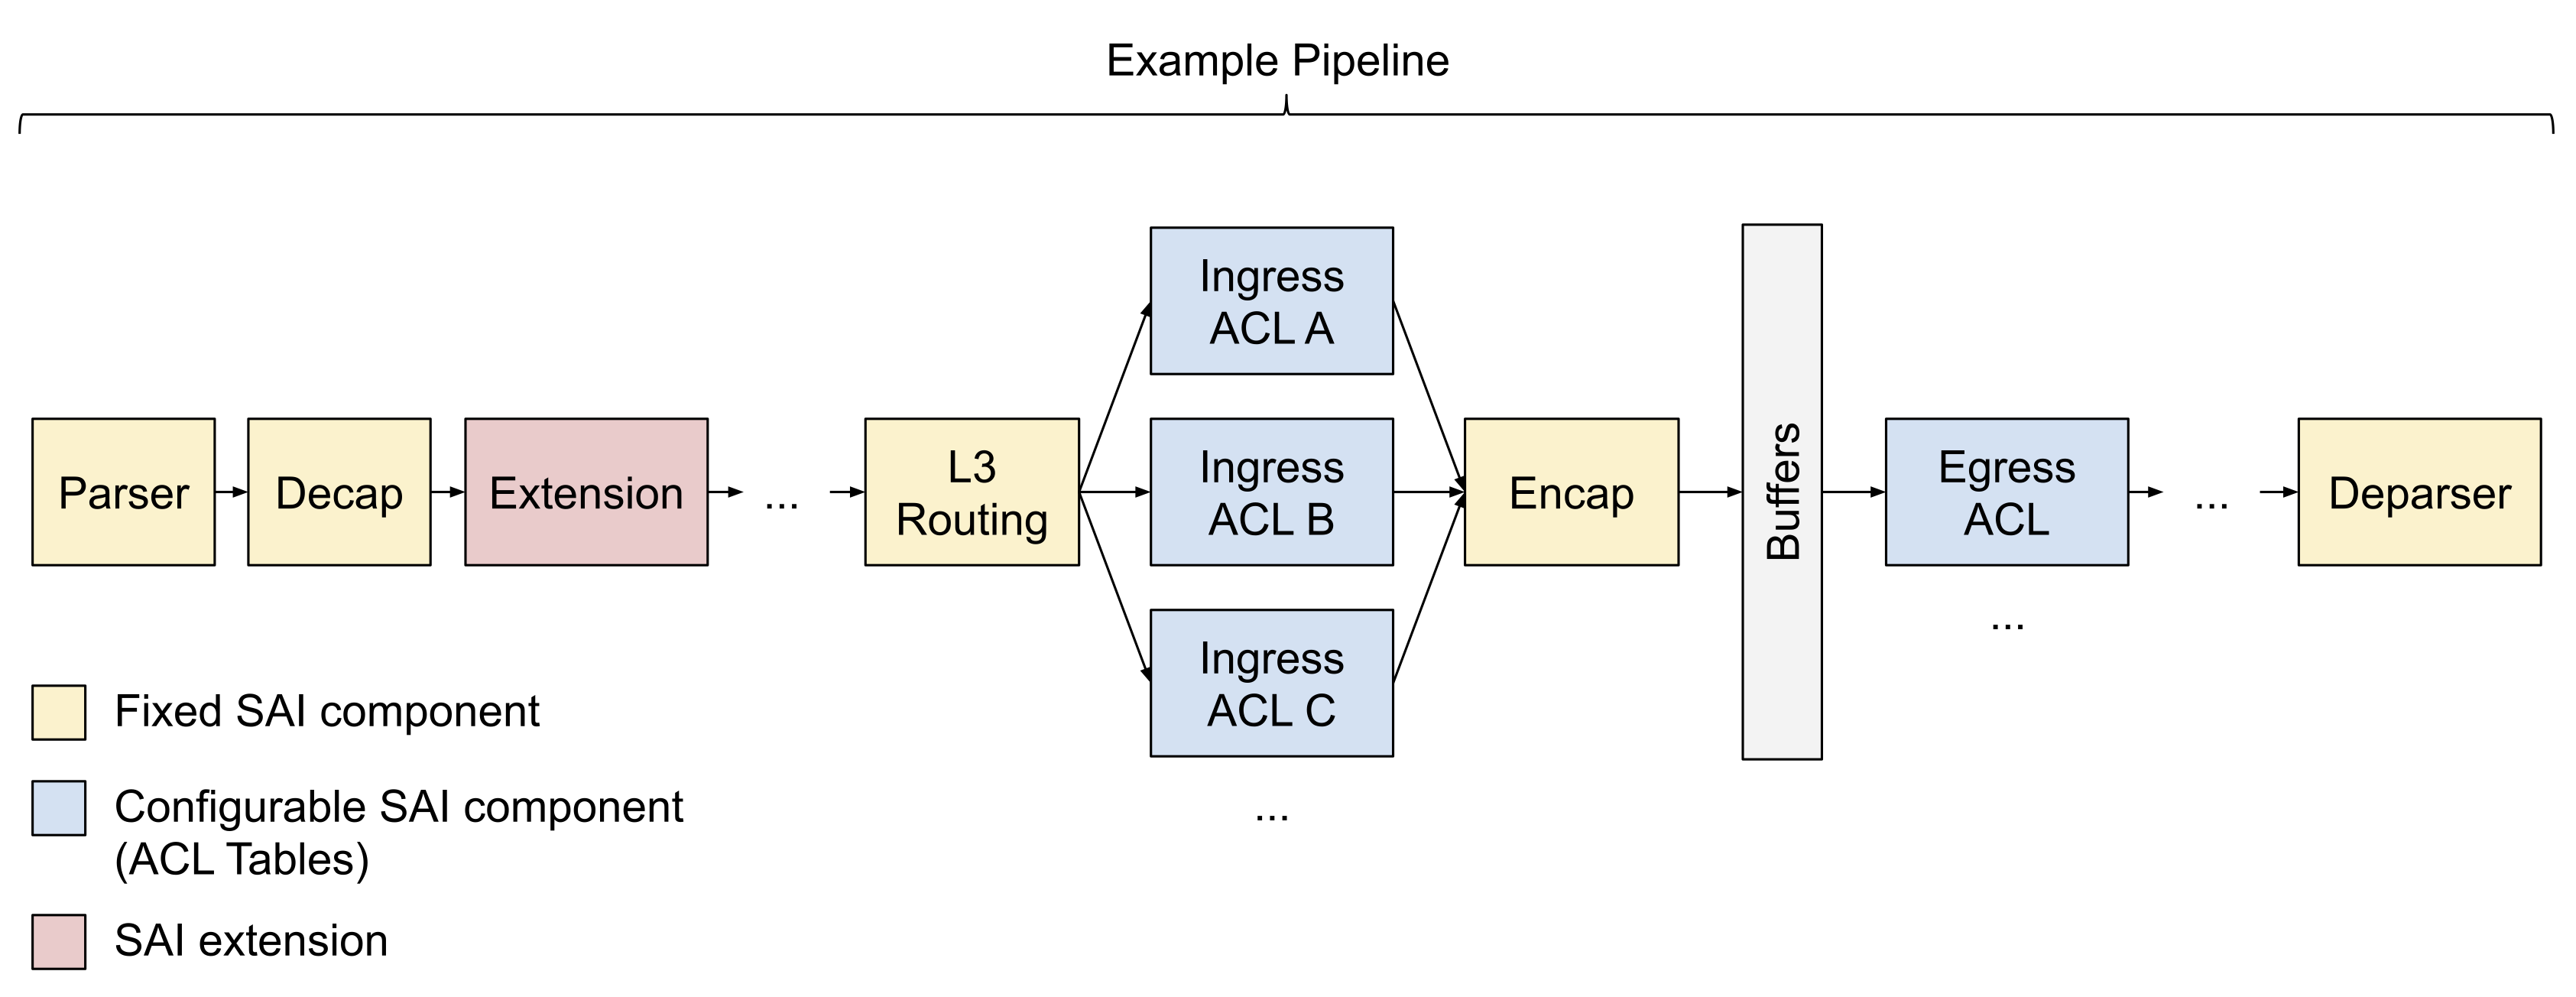 Example Pipeline
Parser
Decap
Extension
...
L3
Routing
Ingress
ACL A
Ingress
ACL B
Ingress
ACL C
...
Encap
Buffers
Egress
ACL
...
...
Deparser
Fixed SAI component
Configurable SAI component
(ACL Tables)
SAI extension